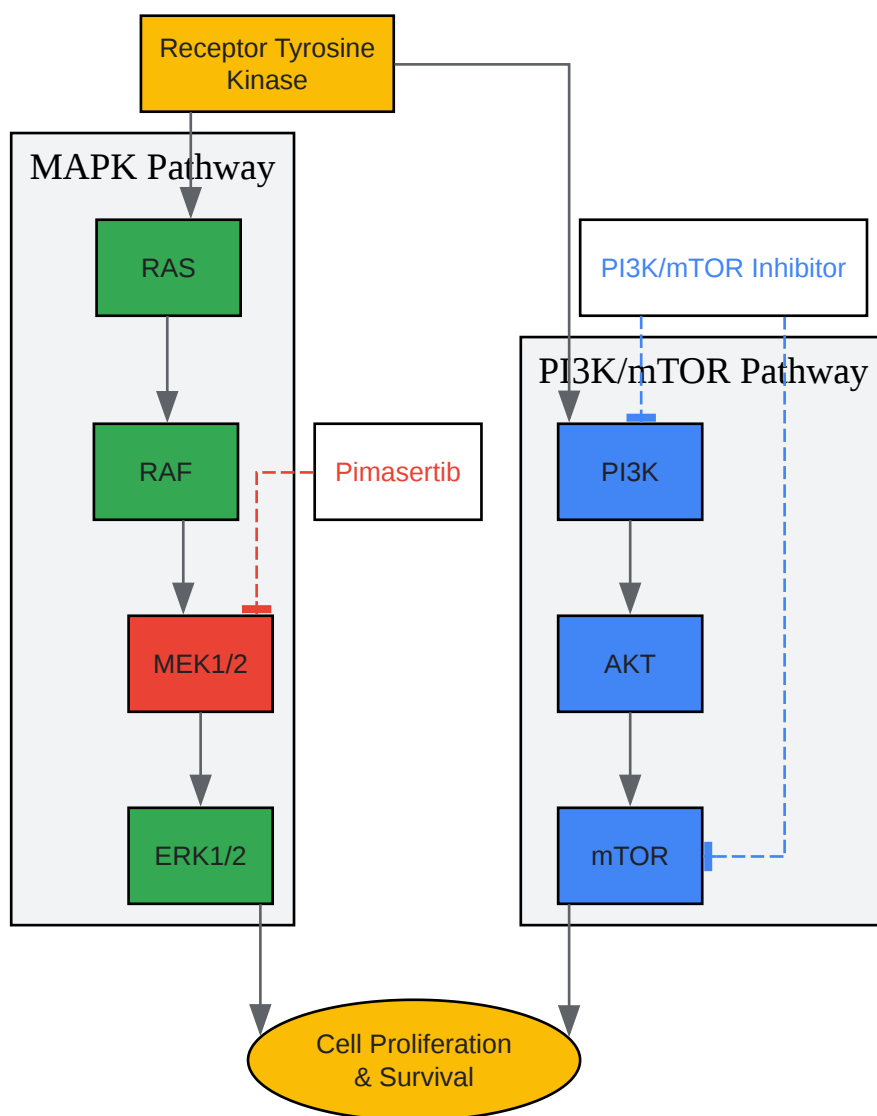 Receptor Tyrosine
Kinase
MAPK Pathway
RAS
PI3K/mTOR Inhibitor
PI3K/mTOR Pathway
RAF
Pimasertib
PI3K
MEK1/2
AKT
ERK1/2
mTOR
Cell Proliferation
& Survival